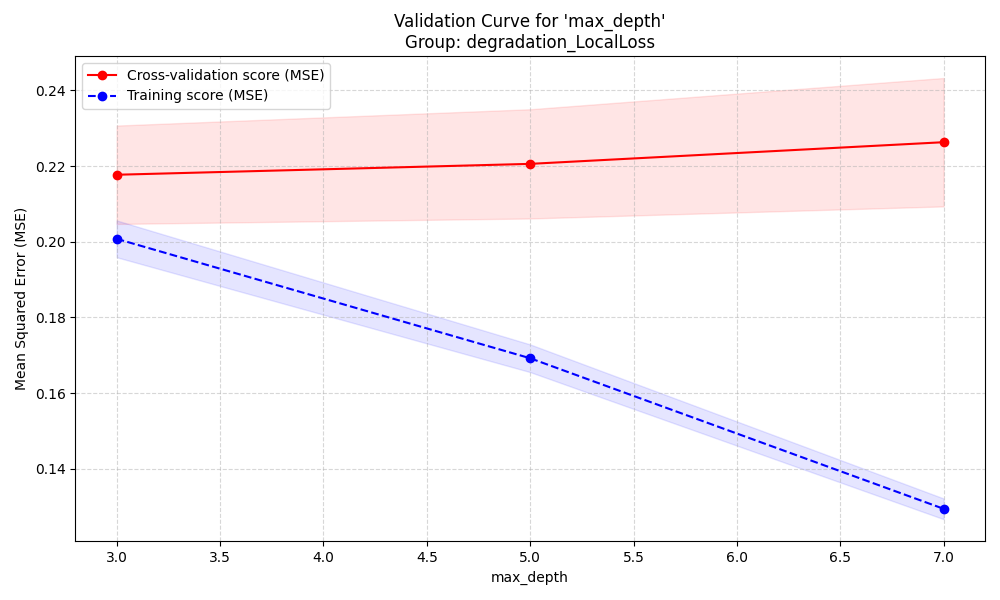 Validation Curve for 'max_depth'
Group: degradation_LocalLoss
Cross-validation score (MSE)
Training score (MSE)
Mean Squared Error (MSE)
0.24
0.22
0.20
0.18
0.16
0.14
3.0 3.5 4.0 4.5 5.0 5.5 6.0 6.5 7.0
max_depth